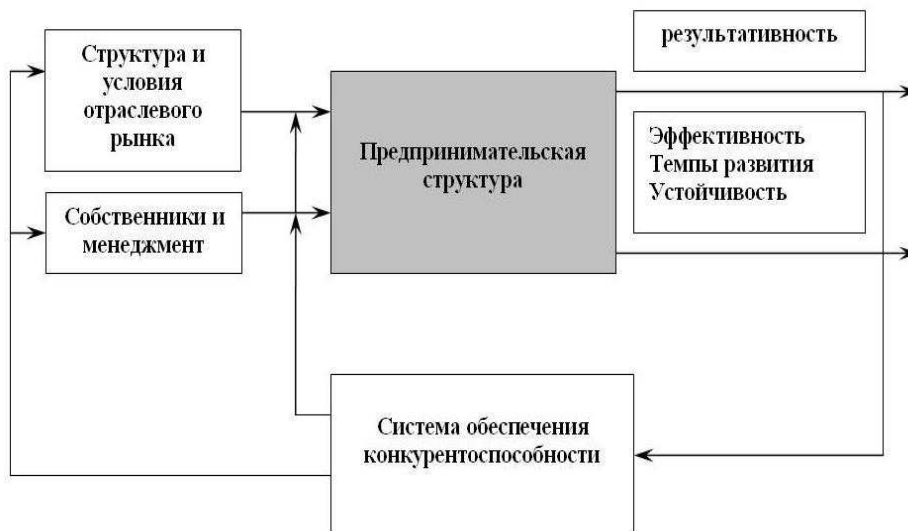 Структура и
условия
отраслевого
рынка
Собственники и
менеджмент
Предпринимательская
структура
результативность
Эффективность
Темпы развития
Устойчивость
Система обеспечения
конкурентоспособности